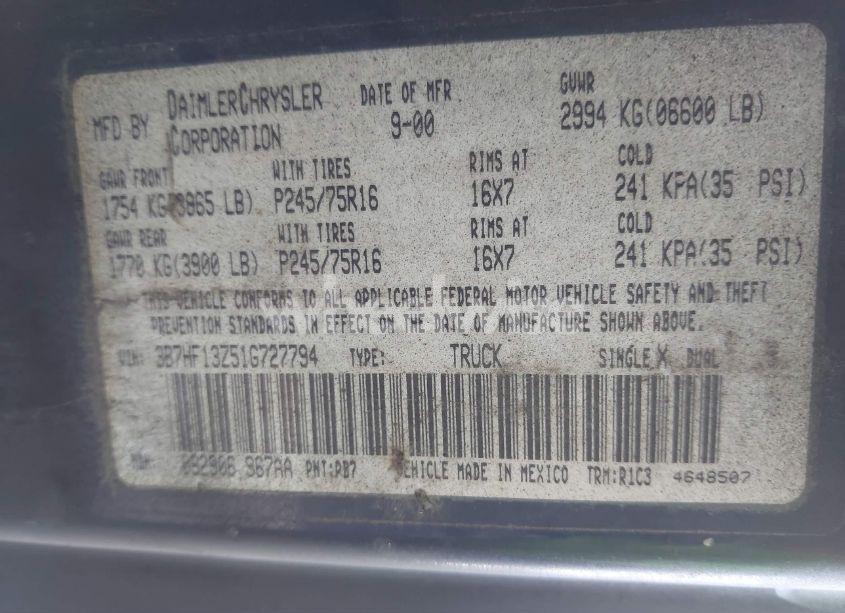 MFD BY DAIMLERCHRYSLER CORPORATION DATE OF MFR 9-00 GVWR 2994 KG(06600 LB)
GAWR FRONT WITH TIRES RIMS AT COLD
1754 KG(3865 LB) P245/75R16 16X7 241 KPA(35 PSI)
GAWR REAR WITH TIRES RIMS AT COLD
1770 KG(3900 LB) P245/75R16 16X7 241 KPA(35 PSI)
THIS VEHICLE CONFORMS TO ALL APPLICABLE FEDERAL MOTOR VEHICLE SAFETY AND THEFT
PREVENTION STANDARDS IN EFFECT ON THE DATE OF MANUFACTURE SHOWN ABOVE.
VIN: 3B7HF13Z51G727794 TYPE: TRUCK SINGLE X DUAL
PNT:PB7 VEHICLE MADE IN MEXICO TRM:R1C3 4648507